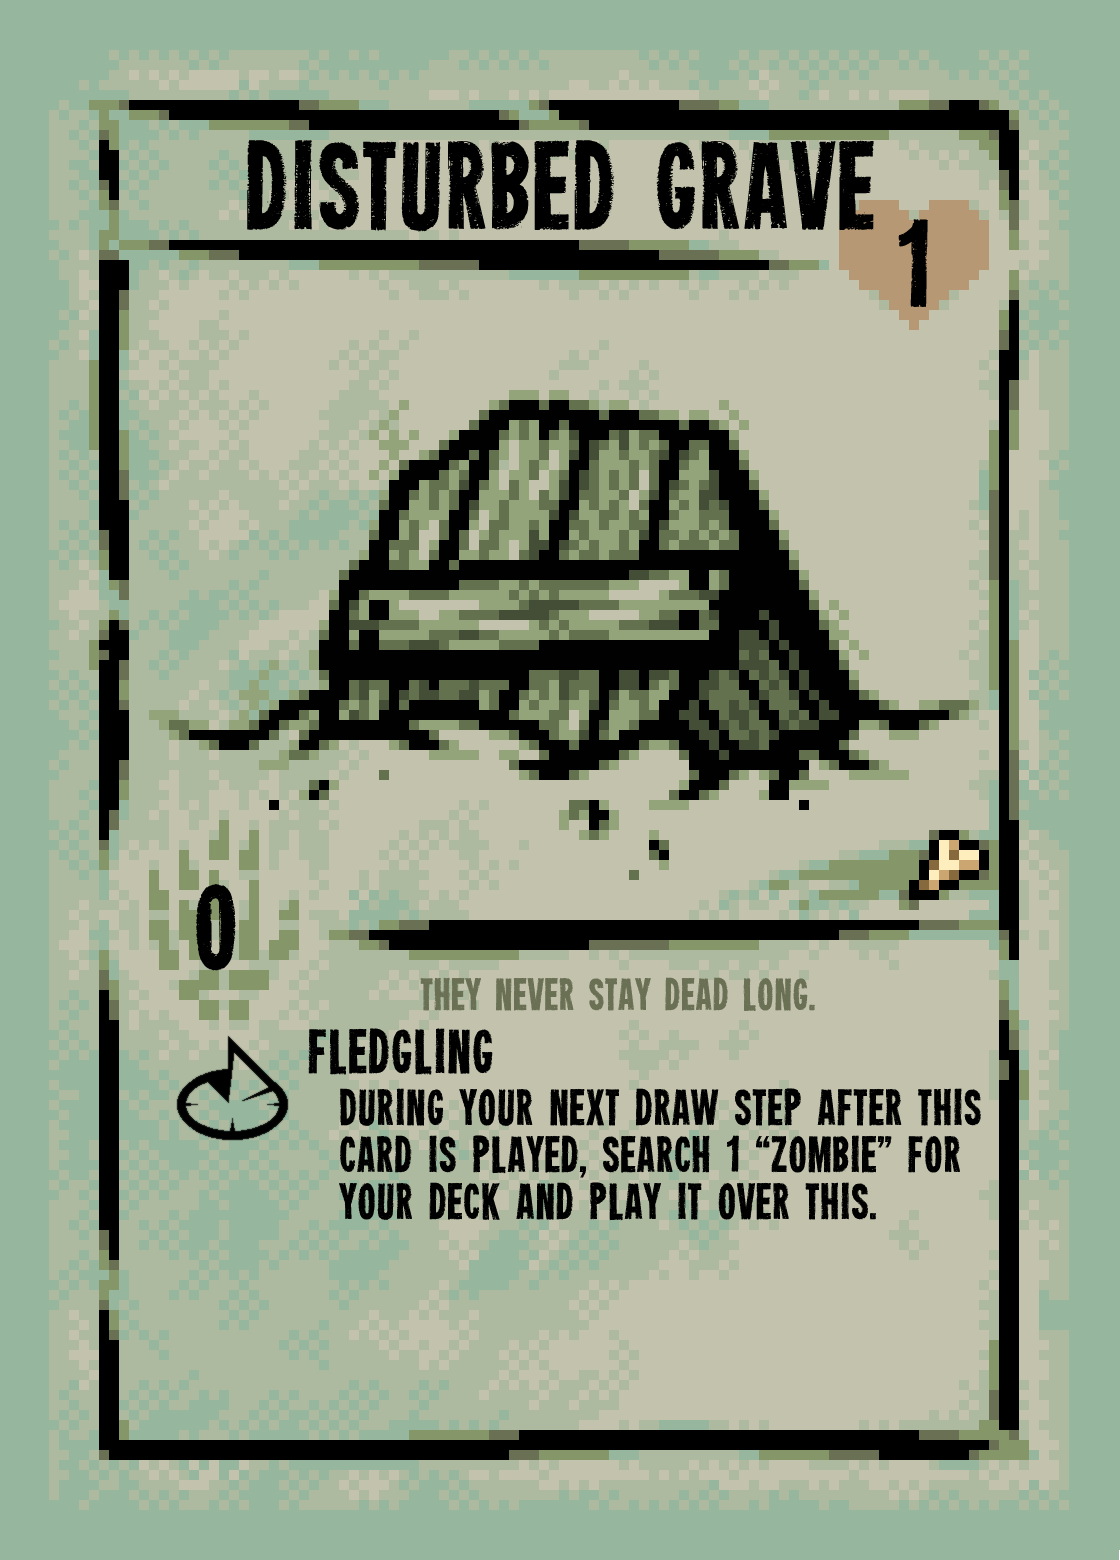 DISTURBED GRAVE
1
0
THEY NEVER STAY DEAD LONG.
FLEDGLING
DURING YOUR NEXT DRAW STEP AFTER THIS
CARD IS PLAYED, SEARCH 1 “ZOMBIE” FOR
YOUR DECK AND PLAY IT OVER THIS.